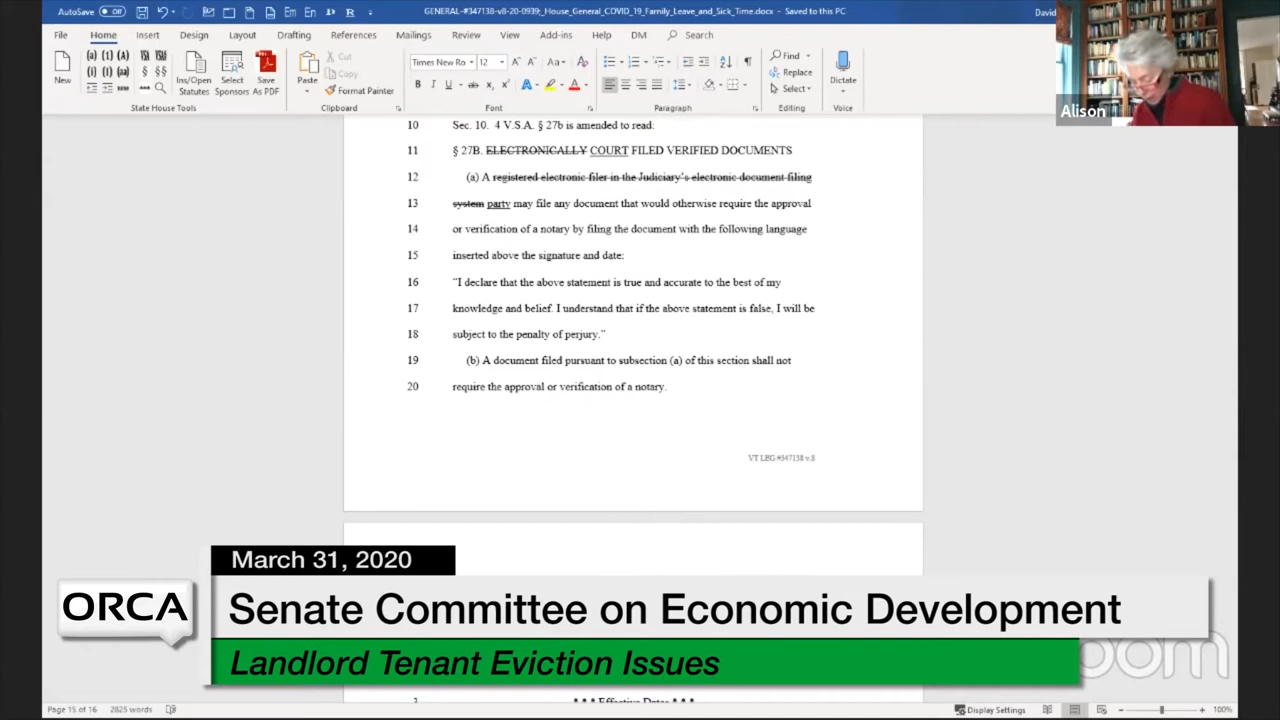 AutoSave Off
GENERAL-#347138-v8-20-0939;_House_General_COVID_19_Family_Leave_and_Sick_Time.docx - Saved to this PC
David
File Home Insert Design Layout Drafting References Mailings Review View Add-ins Help DM Search
New
Ins/Open Statutes
Select Sponsors
Save As PDF
State House Tools
Paste
Cut
Copy
Format Painter
Clipboard
Times New Ro 12
Font
Paragraph
Find
Replace
Select
Editing
Dictate
Voice
Alison
10 Sec. 10. 4 V.S.A. § 27b is amended to read:
11 § 27B. ELECTRONICALLY COURT FILED VERIFIED DOCUMENTS
12 (a) A registered electronic filer in the Judiciary’s electronic document filing
13 system party may file any document that would otherwise require the approval
14 or verification of a notary by filing the document with the following language
15 inserted above the signature and date:
16 “I declare that the above statement is true and accurate to the best of my
17 knowledge and belief. I understand that if the above statement is false, I will be
18 subject to the penalty of perjury.”
19 (b) A document filed pursuant to subsection (a) of this section shall not
20 require the approval or verification of a notary.
VT LEG #347138 v.8
March 31, 2020
ORCA
Senate Committee on Economic Development
Landlord Tenant Eviction Issues
zoom
* * * Effective Dates * * *
Page 15 of 16 2825 words
Display Settings
100%